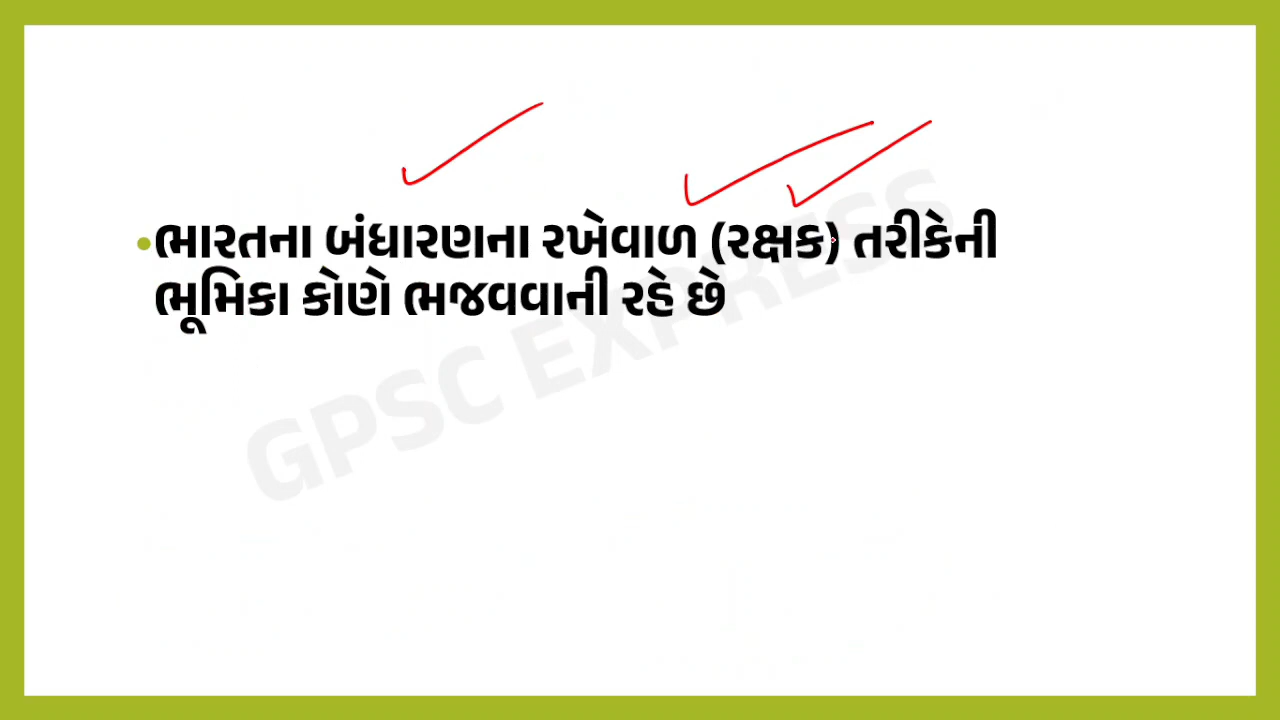 •ભારતના બંધારણના રખેવાળ (રક્ષક) તરીકેની
ભૂમિકા કોણે ભજવવાની રહે છે
GPSC EXPRESS